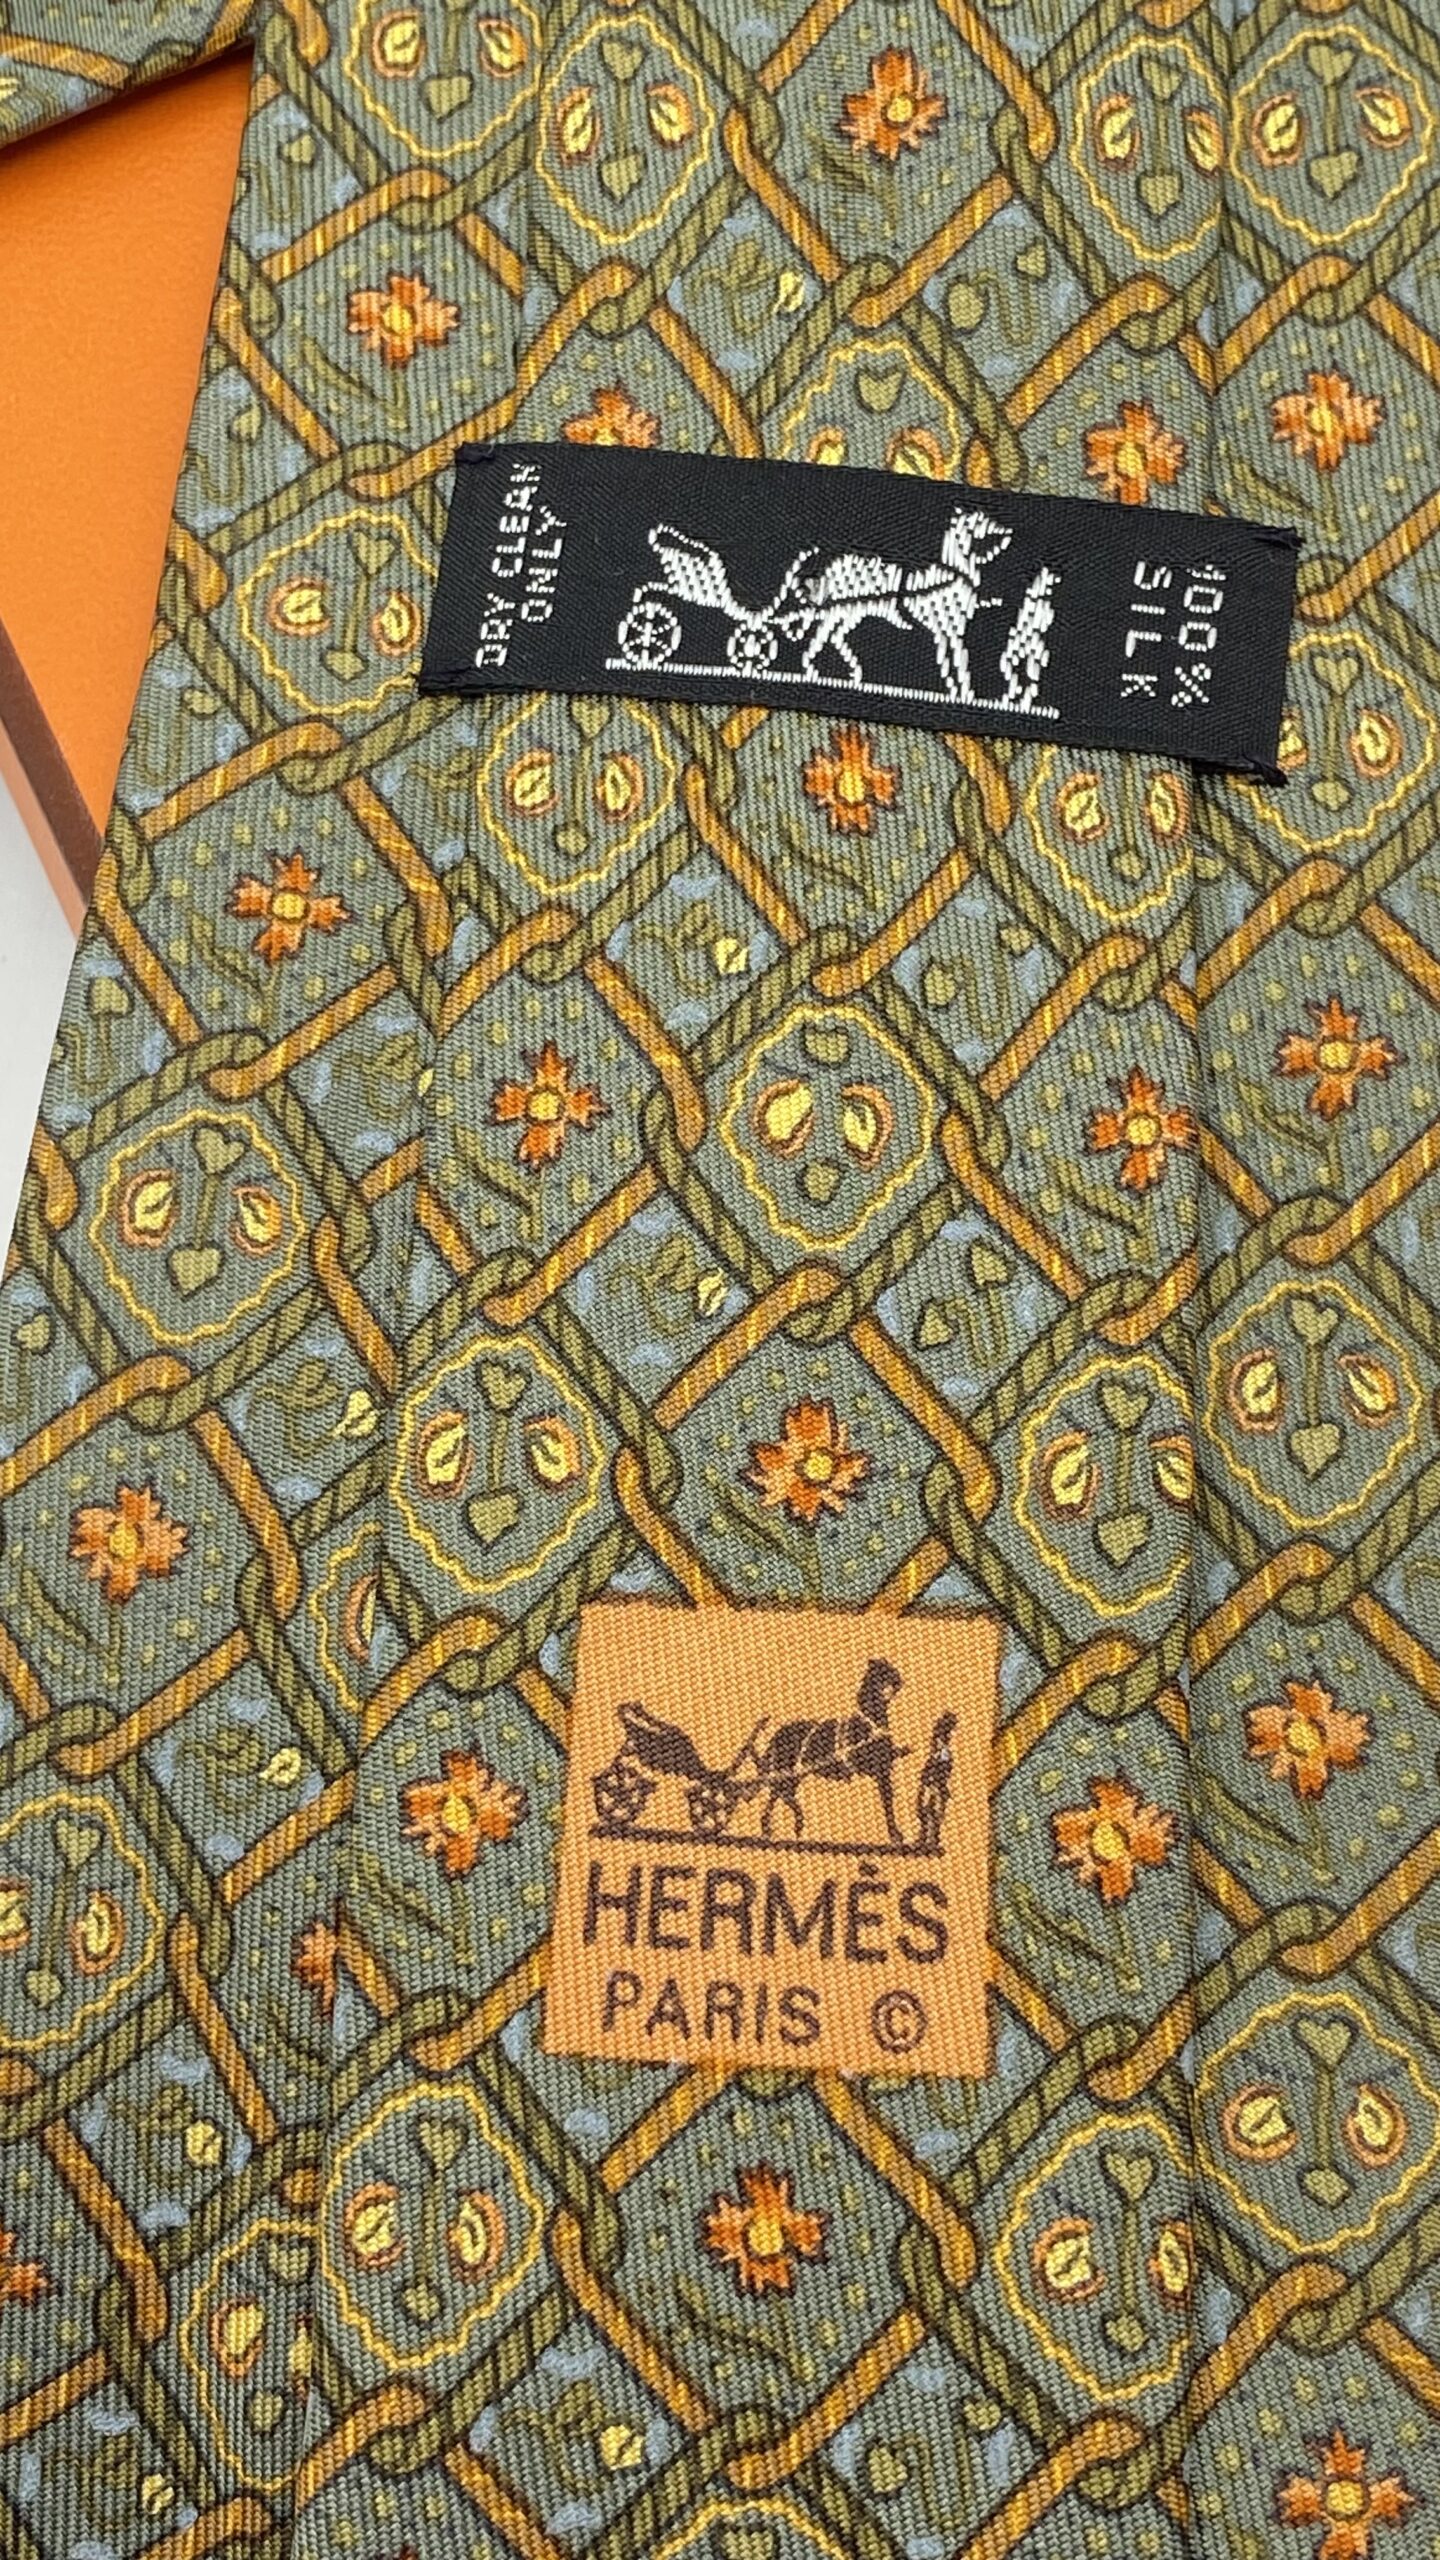 DRY CLEAN
ONLY
100%
SILK
HERMÈS
PARIS ©